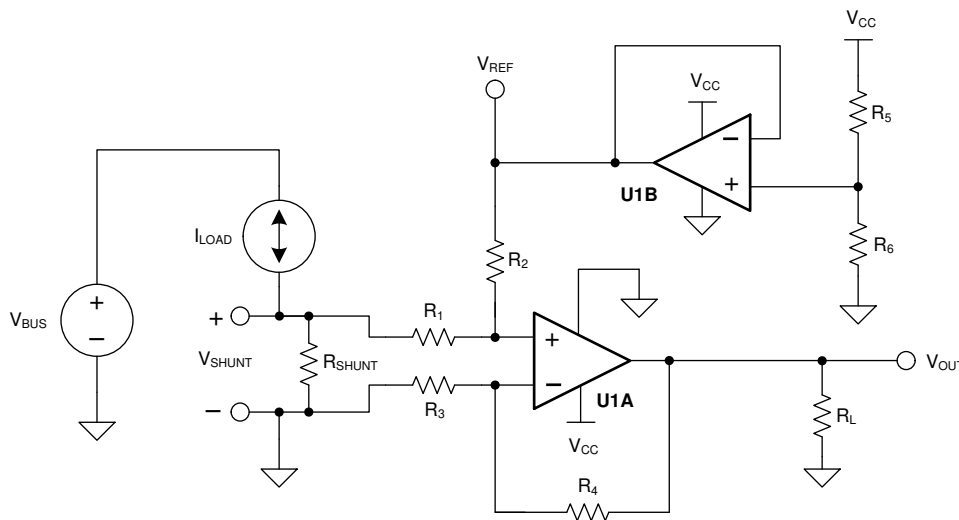 VCC
VREF
VCC
R5
−
+
U1B
R6
ILOAD
R2
VBUS
+
−
+
R1
VSHUNT
RSHUNT
+
−
VOUT
−
R3
U1A
VCC
RL
R4